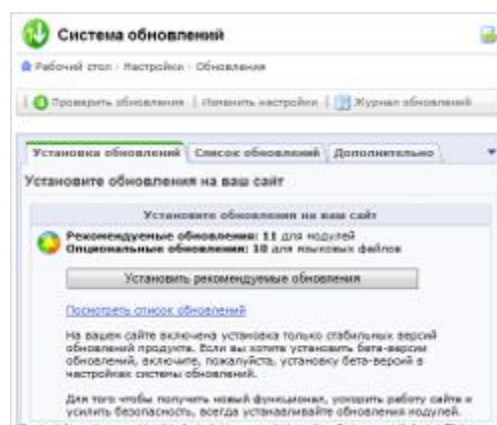 Система обновлений
Рабочий стол Настройки Обновления
Проверить обновления | Изменить настройки | Журнал обновлений
Установка обновлений Список обновлений Дополнительно
Установите обновления на ваш сайт
Установите обновления на ваш сайт
Рекомендуемые обновления: 11 для модулей
Опциональные обновления: 10 для языковых файлов
Установить рекомендуемые обновления
Посмотреть список обновлений
На вашем сайте включена установка только стабильных версий
обновлений продукта. Если вы хотите установить бета-версии
обновлений, включите, пожалуйста, установку бета-версий в
настройках системы обновлений.
Для того чтобы получить новый функционал, ускорить работу сайта и
усилить безопасность, всегда устанавливайте обновления модулей.